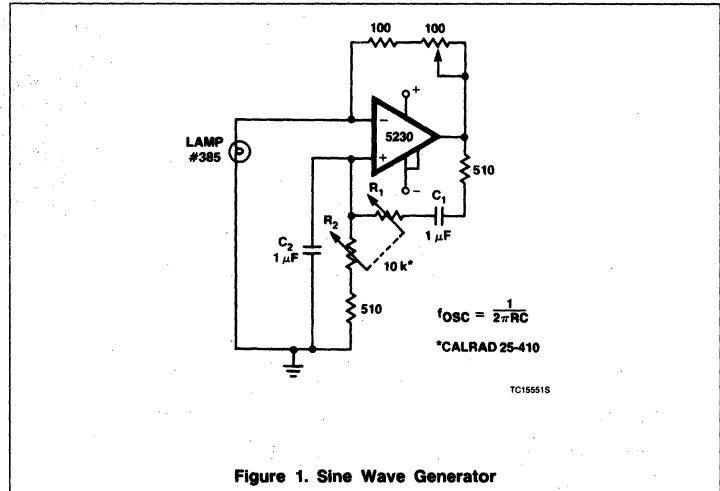 100 100
−
+
5230
LAMP
#385
+
−
510
R₁
C₁
1 μF
R₂
C₂
1 μF
10 k*
510
fOSC = 1/2πRC
*CALRAD 25-410
TC15551S
Figure 1. Sine Wave Generator